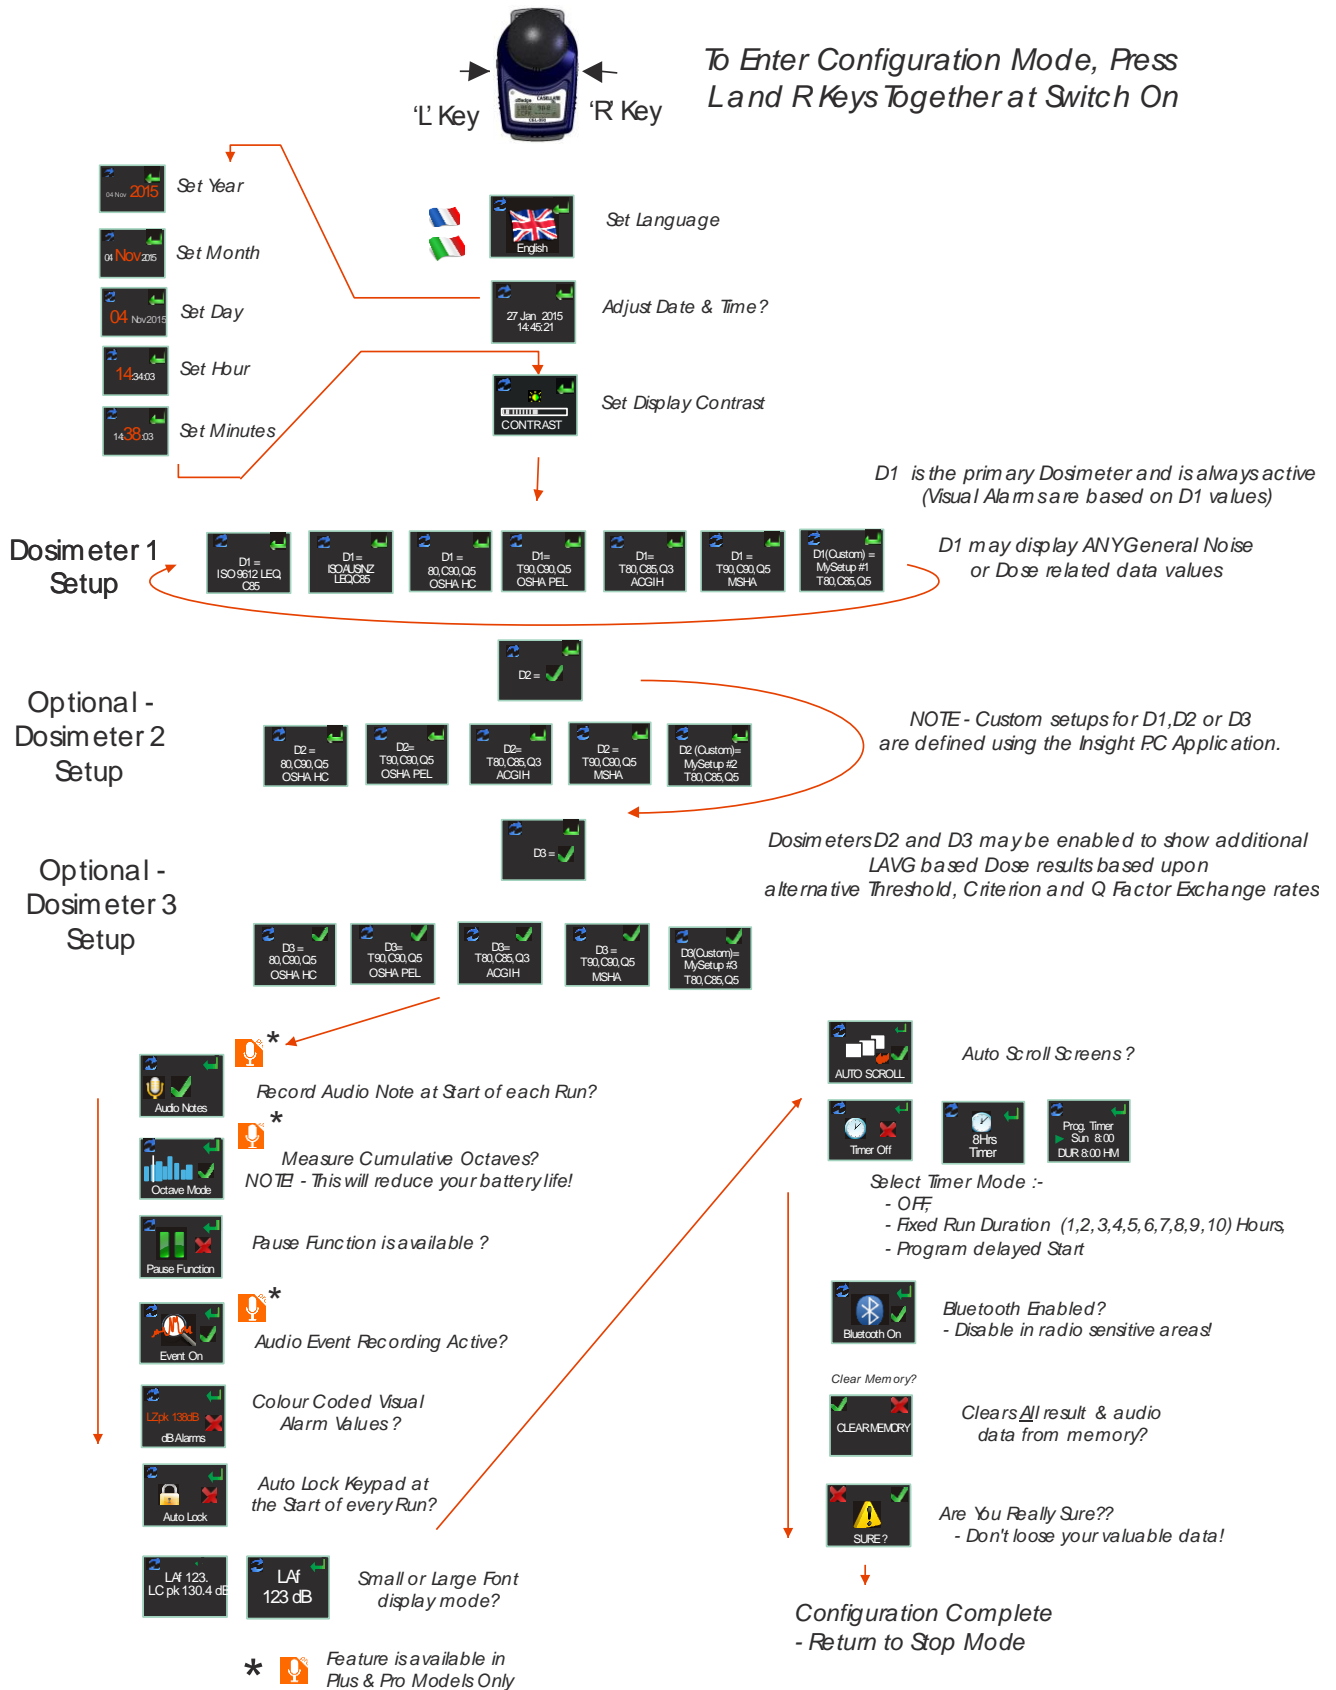 To Enter Configuration Mode, Press
L and R Keys Together at Switch On
'L' Key
'R' Key
04 Nov 2015
Set Year
04 Nov 2015
Set Month
04 Nov 2015
Set Day
14:34:03
Set Hour
14:38:03
Set Minutes
English
Set Language
27 Jan 2015
14:45:21
Adjust Date & Time?
CONTRAST
Set Display Contrast
D1 is the primary Dosimeter and is always active
(Visual Alarms are based on D1 values)
D1 may display ANY General Noise
or Dose related data values
Dosimeter 1
Setup
D1 =
ISO 9612 LEQ,
C85
D1 =
ISO AUS/NZ
LEQ,C85
D1 =
80, C90, Q5
OSHA HC
D1=
T90, C90, Q5
OSHA PEL
D1=
T80, C85, Q3
ACGIH
D1 =
T90, C90, Q5
MSHA
D1(Custom) =
MySetup #1
T80, C85, Q5
D2 =
Optional -
Dosimeter 2
Setup
D2 =
80, C90, Q5
OSHA HC
D2=
T90, C90, Q5
OSHA PEL
D2=
T80, C85, Q3
ACGIH
D2 =
T90, C90, Q5
MSHA
D2 (Custom)=
MySetup #2
T80, C85, Q5
NOTE - Custom setups for D1,D2 or D3
are defined using the Insight PC Application.
D3 =
Dosimeters D2 and D3 may be enabled to show additional
LAVG based Dose results based upon
alternative Threshold, Criterion and Q Factor Exchange rates
Optional -
Dosimeter 3
Setup
D3 =
80, C90, Q5
OSHA HC
D3=
T90, C90, Q5
OSHA PEL
D3=
T80, C85, Q3
ACGIH
D3 =
T90, C90, Q5
MSHA
D3(Custom)=
MySetup #3
T80, C85, Q5
*
Audio Notes
Record Audio Note at Start of each Run?
*
Octave Mode
Measure Cumulative Octaves?
NOTE! - This will reduce your battery life!
Pause Function
Pause Function is available ?
*
Event On
Audio Event Recording Active?
LZpk 138dB
dB Alarms
Colour Coded Visual
Alarm Values ?
Auto Lock
Auto Lock Keypad at
the Start of every Run?
LAf 123.
LC pk 130.4 dB
LAf
123 dB
Small or Large Font
display mode?
* Feature is available in
Plus & Pro Models Only
AUTO SCROLL
Auto Scroll Screens ?
Timer Off
8Hrs
Timer
Prog. Timer
Sun 8:00
DUR 8:00 HM
Select Timer Mode :-
- OFF,
- Fixed Run Duration (1,2,3,4,5,6,7,8,9,10) Hours,
- Program delayed Start
Bluetooth On
Bluetooth Enabled?
- Disable in radio sensitive areas!
Clear Memory?
CLEAR MEMORY
Clears All result & audio
data from memory?
SURE ?
Are You Really Sure??
- Don't loose your valuable data!
Configuration Complete
- Return to Stop Mode